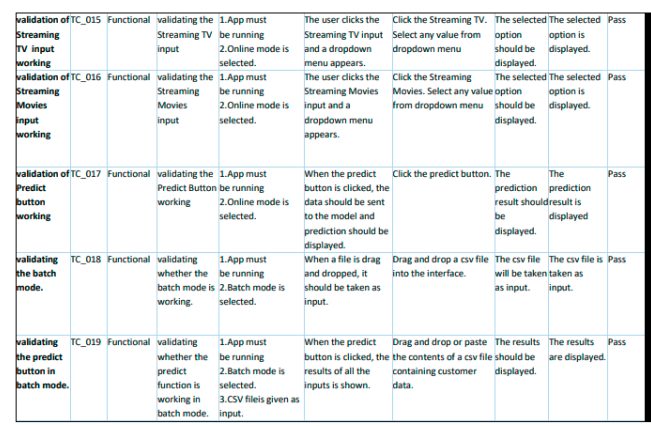 validation of TC_015 Functional validating the 1.App must The user clicks the Click the Streaming TV. The selected The selected Pass
Streaming Streaming TV be running Streaming TV input Select any value from option option is
TV input input 2.Online mode is and a dropdown dropdown menu should be displayed.
working selected. menu appears. displayed.
validation of TC_016 Functional validating the 1.App must The user clicks the Click the Streaming The selected The selected Pass
Streaming Streaming be running Streaming Movies Movies. Select any value option option is
Movies Movies 2.Online mode is input and a from dropdown menu should be displayed.
input input selected. dropdown menu displayed.
working appears.
validation of TC_017 Functional validating the 1.App must When the predict Click the predict button. The The Pass
Predict Predict Button be running button is clicked, the prediction prediction
button working 2.Online mode is data should be sent result should result is
working selected. to the model and be displayed
prediction should be displayed.
displayed.
validating TC_018 Functional validating 1.App must When a file is drag Drag and drop a csv file The csv file The csv file is Pass
the batch whether the be running and dropped, it into the interface. will be taken taken as
mode. batch mode is 2.Batch mode is should be taken as as input. input.
working. selected. input.
validating TC_019 Functional validating 1.App must When the predict Drag and drop or paste The results The results Pass
the predict whether the be running button is clicked, the the contents of a csv file should be are displayed.
button in predict 2.Batch mode is results of all the containing customer displayed.
batch mode. function is selected. inputs is shown. data.
working in 3.CSV fileis given as
batch mode. input.